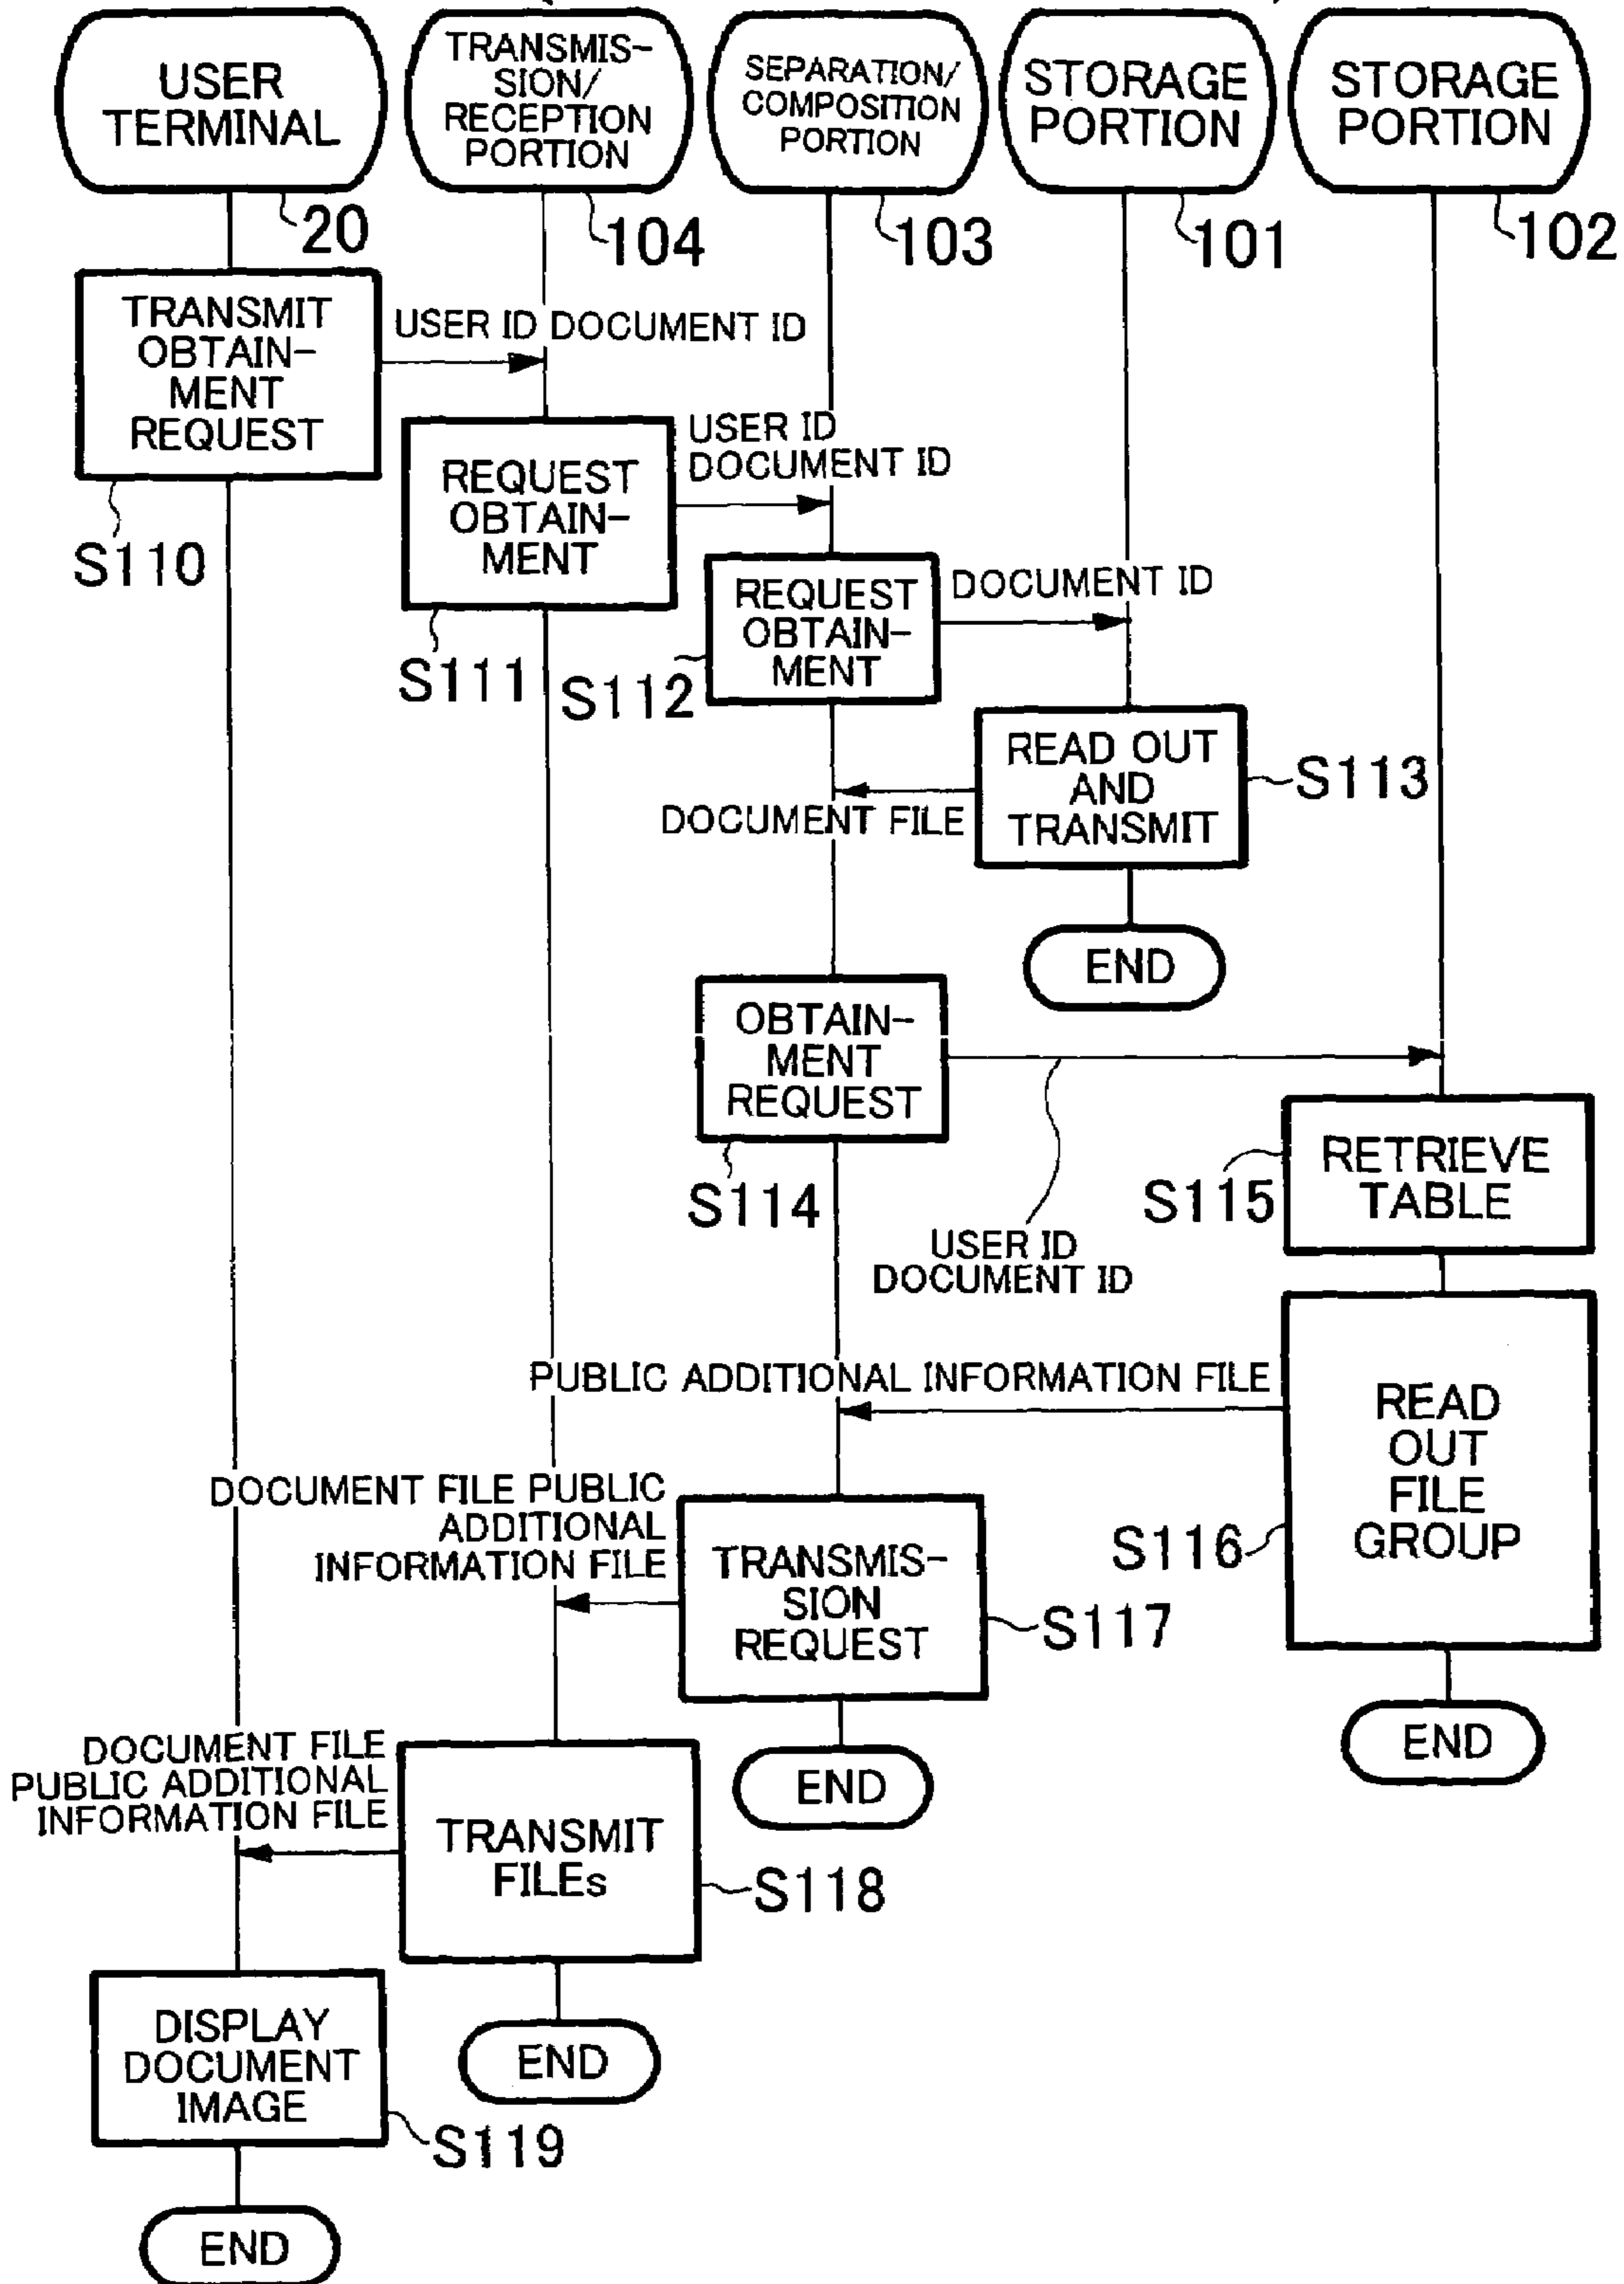 USER
TERMINAL
TRANSMIS-
SION/
RECEPTION
PORTION
SEPARATION/
COMPOSITION
PORTION
STORAGE
PORTION
STORAGE
PORTION
20
104
103
101
102
TRANSMIT
OBTAIN-
MENT
REQUEST
USER ID DOCUMENT ID
S110
REQUEST
OBTAIN-
MENT
USER ID
DOCUMENT ID
S111
REQUEST
OBTAIN-
MENT
DOCUMENT ID
S112
READ OUT
AND
TRANSMIT
S113
DOCUMENT FILE
END
OBTAIN-
MENT
REQUEST
S114
USER ID
DOCUMENT ID
RETRIEVE
TABLE
S115
READ
OUT
FILE
GROUP
S116
PUBLIC ADDITIONAL INFORMATION FILE
END
DOCUMENT FILE PUBLIC
ADDITIONAL
INFORMATION FILE
TRANSMIS-
SION
REQUEST
S117
END
DOCUMENT FILE
PUBLIC ADDITIONAL
INFORMATION FILE
TRANSMIT
FILEs
S118
END
DISPLAY
DOCUMENT
IMAGE
S119
END